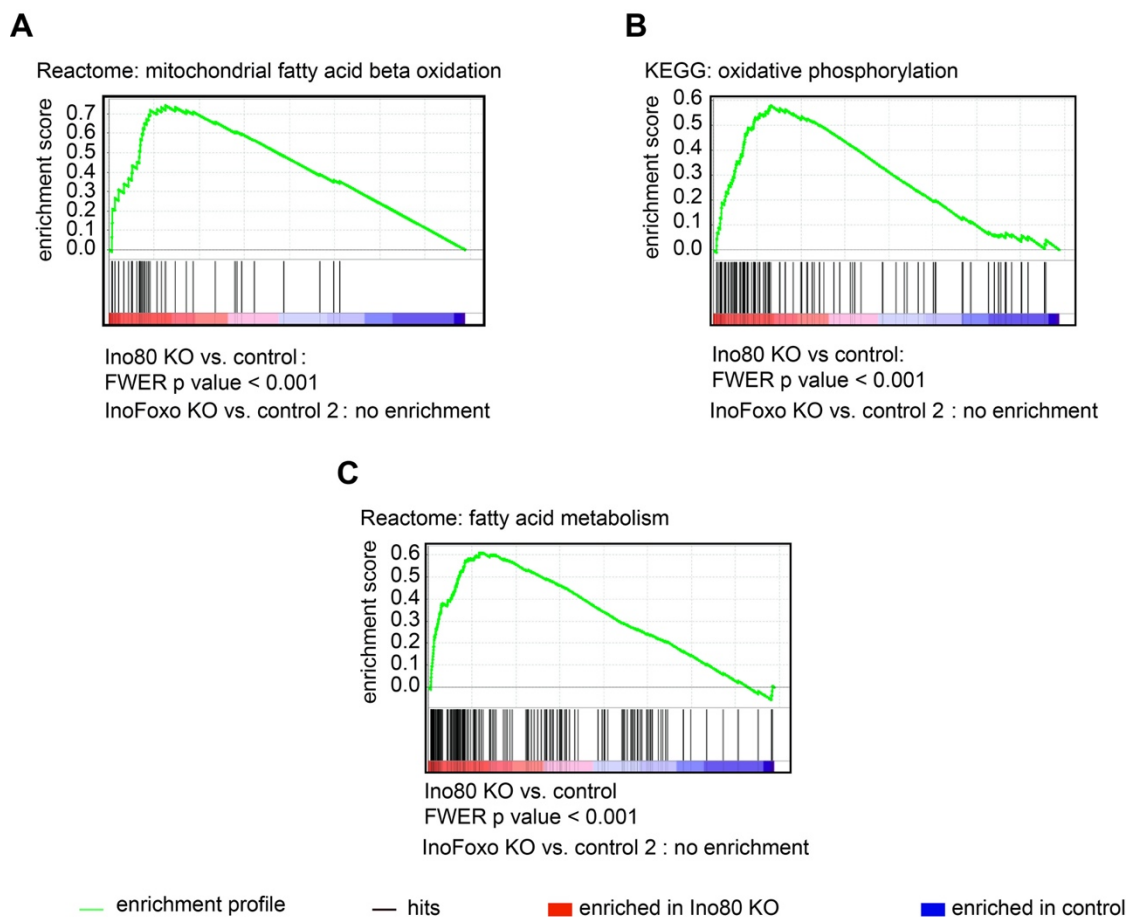 A
Reactome: mitochondrial fatty acid beta oxidation
enrichment score
0.7
0.6
0.5
0.4
0.3
0.2
0.1
0.0
Ino80 KO vs. control :
FWER p value < 0.001
InoFoxo KO vs. control 2 : no enrichment
B
KEGG: oxidative phosphorylation
enrichment score
0.6
0.5
0.4
0.3
0.2
0.1
0.0
Ino80 KO vs control:
FWER p value < 0.001
InoFoxo KO vs. control 2 : no enrichment
C
Reactome: fatty acid metabolism
enrichment score
0.6
0.5
0.4
0.3
0.2
0.1
0.0
Ino80 KO vs. control
FWER p value < 0.001
InoFoxo KO vs. control 2 : no enrichment
enrichment profile
hits
enriched in Ino80 KO
enriched in control